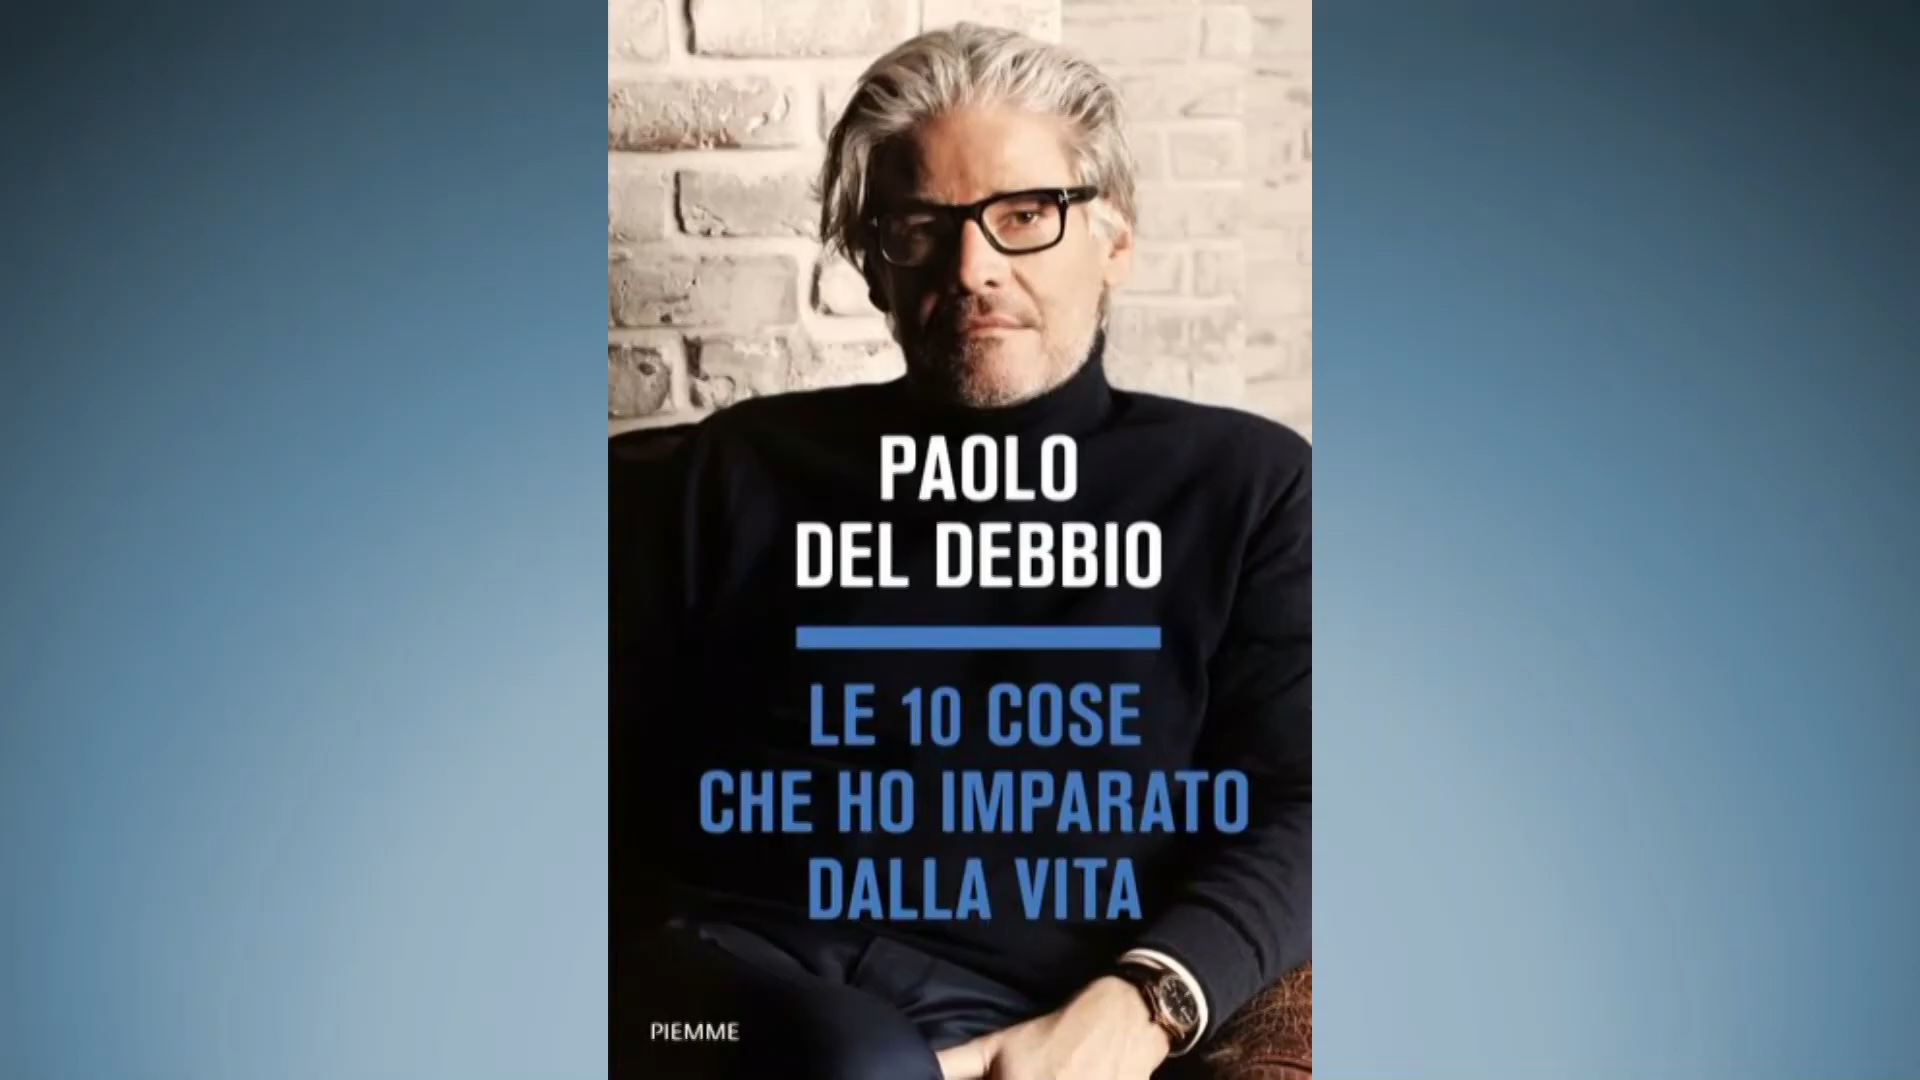 PAOLO
DEL DEBBIO
LE 10 COSE
CHE HO IMPARATO
DALLA VITA
PIEMME